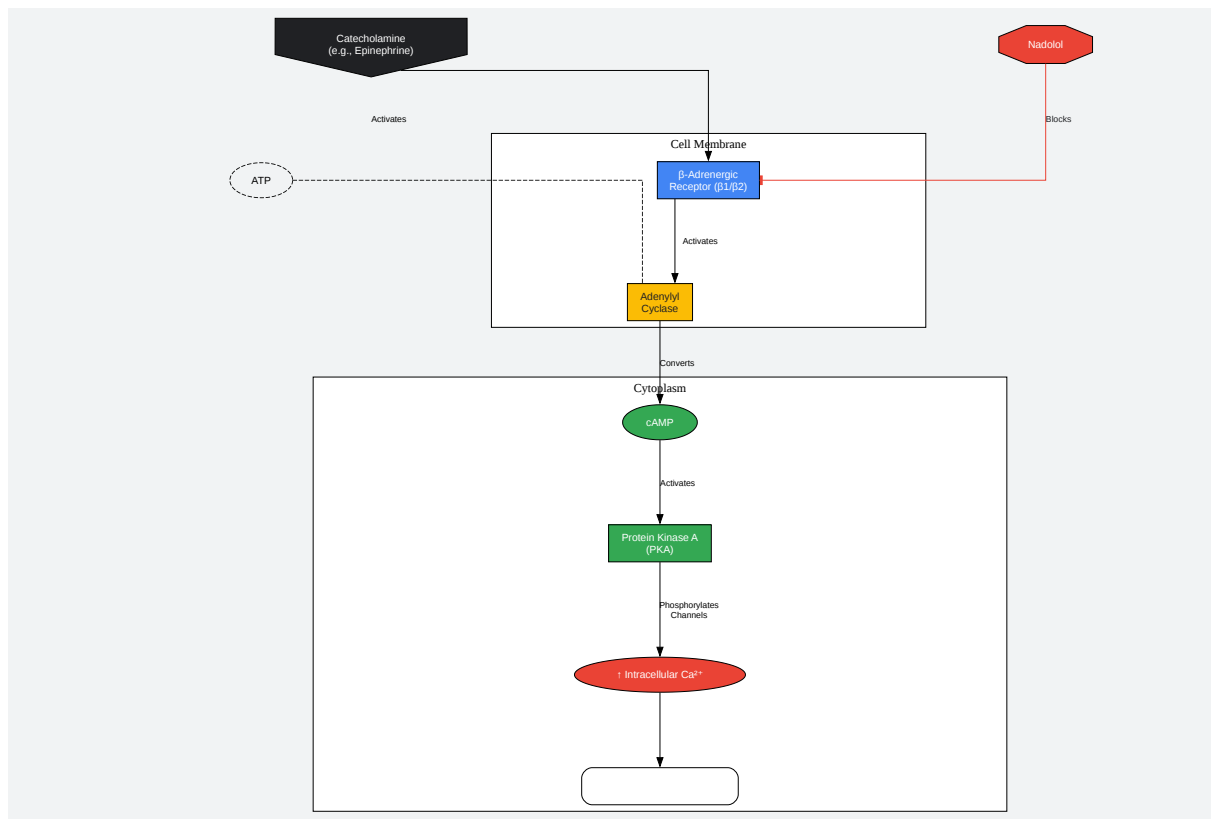 Catecholamine
(e.g., Epinephrine)
Nadolol
Activates
Blocks
Cell Membrane
ATP
β-Adrenergic
Receptor (β1/β2)
Activates
Adenylyl
Cyclase
Converts
Cytoplasm
cAMP
Activates
Protein Kinase A
(PKA)
Phosphorylates
Channels
↑ Intracellular Ca²⁺